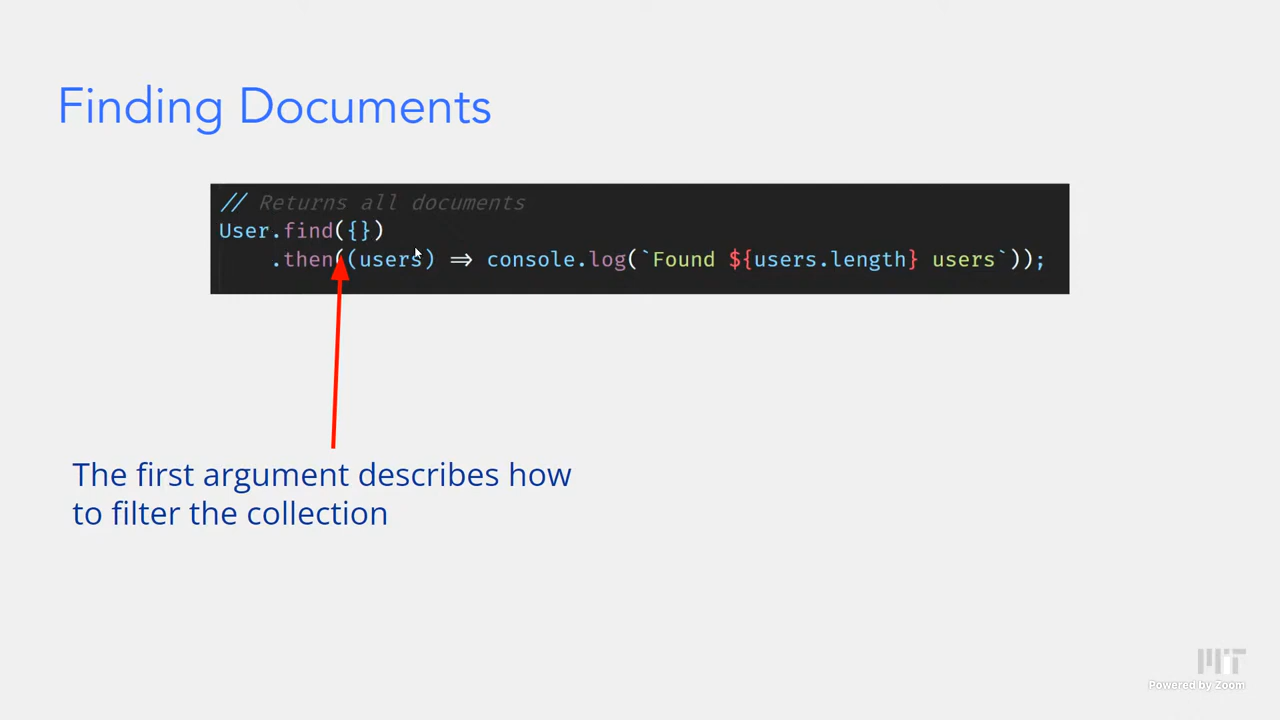 Finding Documents
// Returns all documents
User.find({})
.then((users) => console.log(`Found ${users.length} users`));
The first argument describes how
to filter the collection
MIT
Powered by Zoom